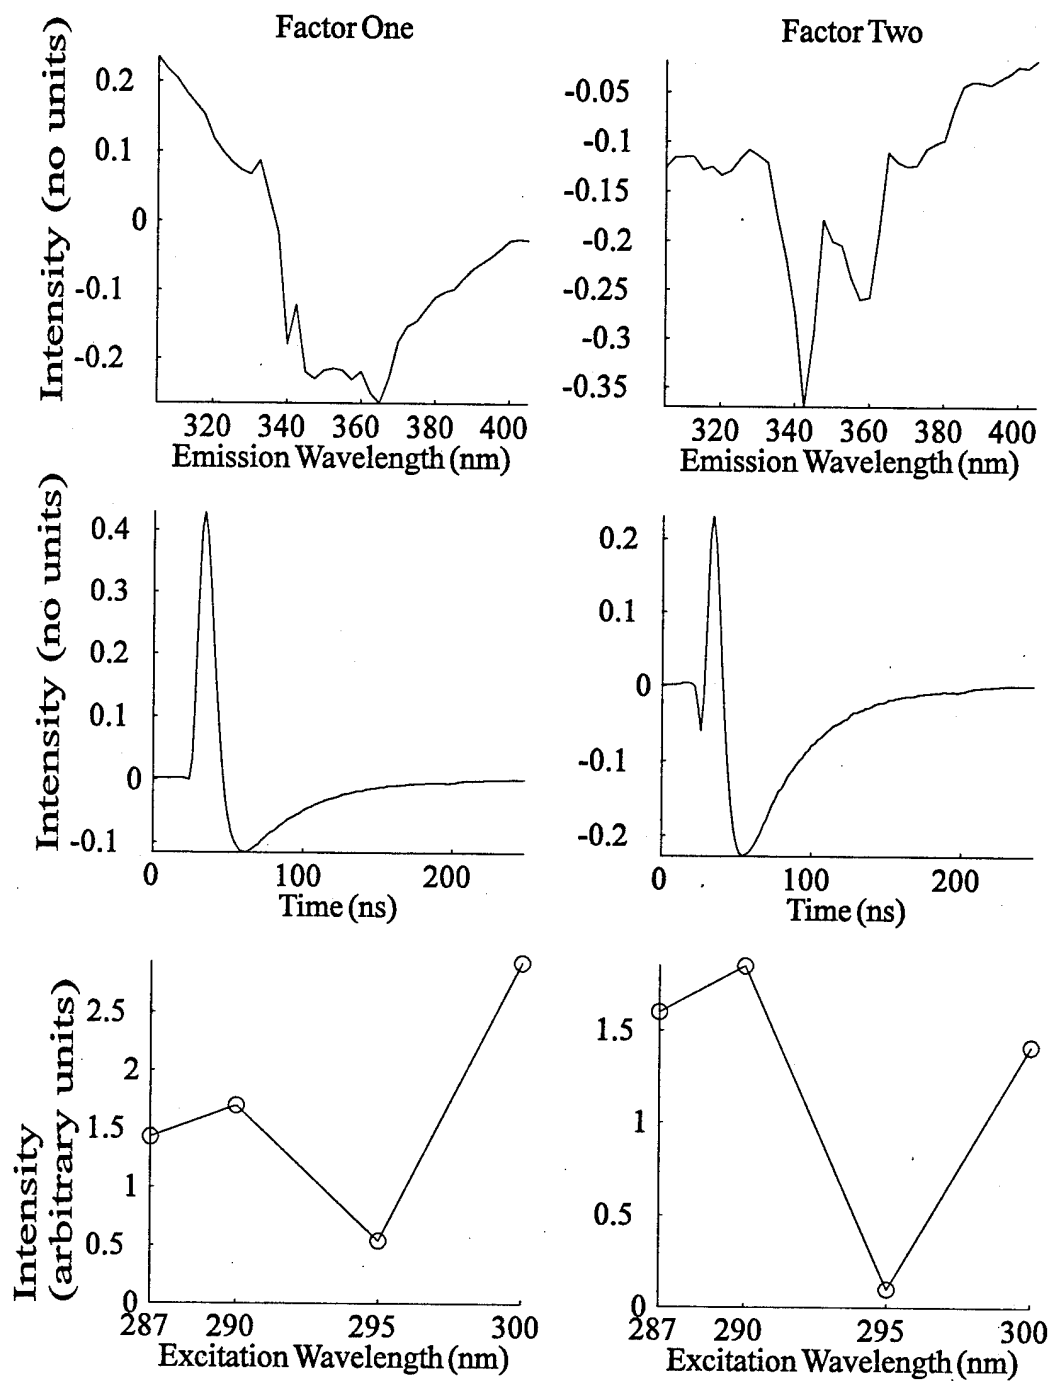 Factor One
Factor Two
Intensity (no units)
0.2
0.1
0
-0.1
-0.2
320 340 360 380 400
Emission Wavelength (nm)
-0.05
-0.1
-0.15
-0.2
-0.25
-0.3
-0.35
320 340 360 380 400
Emission Wavelength (nm)
Intensity (no units)
0.4
0.3
0.2
0.1
0
-0.1
0 100 200
Time (ns)
0.2
0.1
0
-0.1
-0.2
0 100 200
Time (ns)
Intensity
(arbitrary units)
2.5
2
1.5
1
0.5
0
287 290 295 300
Excitation Wavelength (nm)
1.5
1
0.5
0
287 290 295 300
Excitation Wavelength (nm)